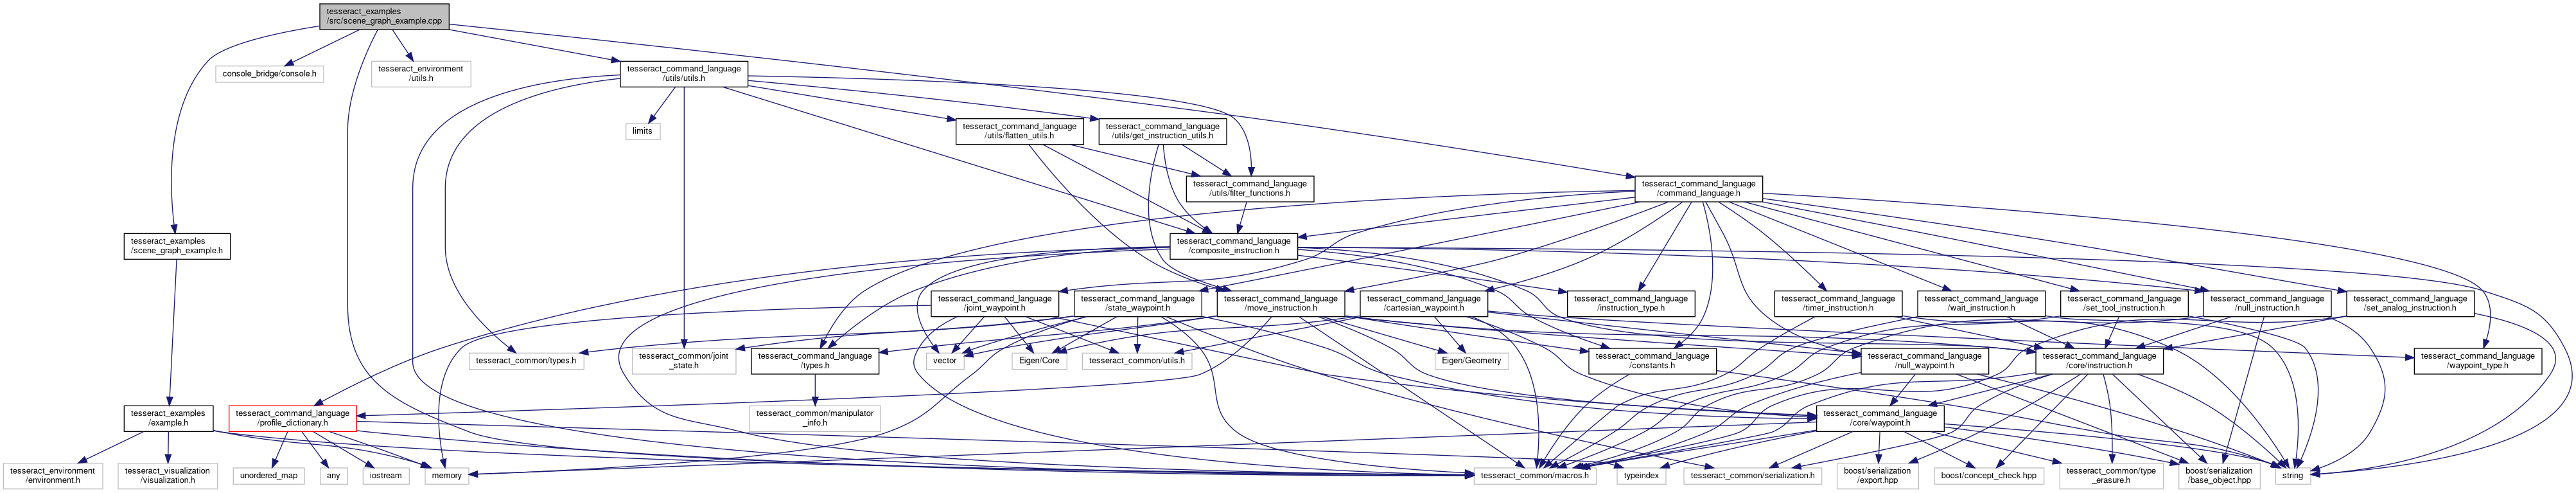 tesseract_examples
/src/scene_graph_example.cpp
console_bridge/console.h
tesseract_environment
/utils.h
tesseract_command_language
/utils/utils.h
limits
tesseract_command_language
/utils/flatten_utils.h
tesseract_command_language
/utils/get_instruction_utils.h
tesseract_command_language
/utils/filter_functions.h
tesseract_command_language
/command_language.h
tesseract_examples
/scene_graph_example.h
tesseract_command_language
/composite_instruction.h
tesseract_command_language
/joint_waypoint.h
tesseract_command_language
/state_waypoint.h
tesseract_command_language
/move_instruction.h
tesseract_command_language
/cartesian_waypoint.h
tesseract_command_language
/instruction_type.h
tesseract_command_language
/timer_instruction.h
tesseract_command_language
/wait_instruction.h
tesseract_command_language
/set_tool_instruction.h
tesseract_command_language
/null_instruction.h
tesseract_command_language
/set_analog_instruction.h
tesseract_common/types.h
tesseract_common/joint
_state.h
tesseract_command_language
/types.h
vector
Eigen/Core
tesseract_common/utils.h
Eigen/Geometry
tesseract_command_language
/constants.h
tesseract_command_language
/null_waypoint.h
tesseract_command_language
/core/instruction.h
tesseract_command_language
/waypoint_type.h
tesseract_examples
/example.h
tesseract_command_language
/profile_dictionary.h
tesseract_common/manipulator
_info.h
tesseract_command_language
/core/waypoint.h
tesseract_environment
/environment.h
tesseract_visualization
/visualization.h
unordered_map
any
iostream
memory
tesseract_common/macros.h
typeindex
tesseract_common/serialization.h
boost/serialization
/export.hpp
boost/concept_check.hpp
tesseract_common/type
_erasure.h
boost/serialization
/base_object.hpp
string